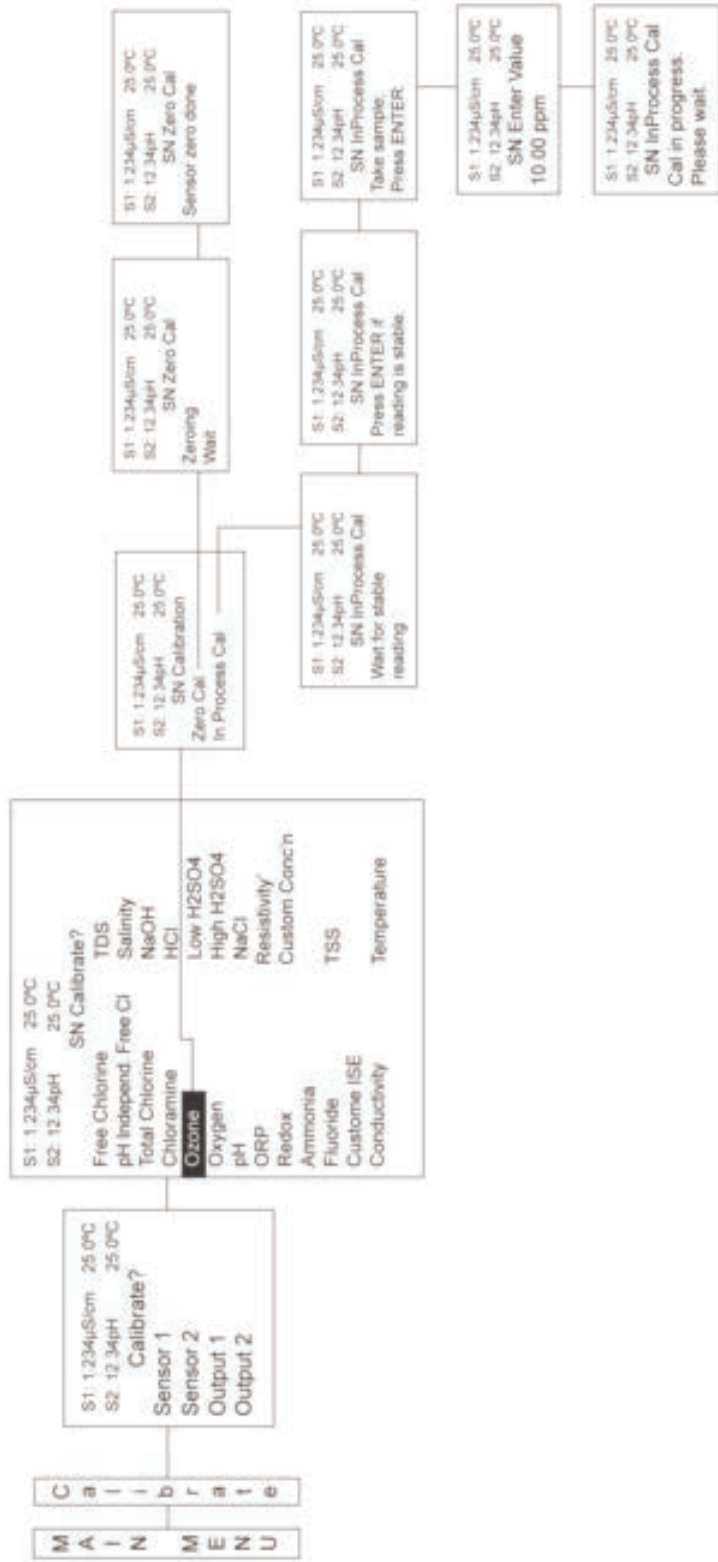 MAIN MENU
Calibrate
S1: 1.234µS/cm 25.0ºC
S2: 12.34pH 25.0ºC
Calibrate?
Sensor 1
Sensor 2
Output 1
Output 2
S1: 1.234µS/cm 25.0ºC
S2: 12.34pH 25.0ºC
SN Calibrate?
Free Chlorine TDS
pH Independ. Free Cl Salinity
Total Chlorine NaOH
Chloramine HCl
Ozone Low H2SO4
Oxygen High H2SO4
pH NaCl
ORP Resistivity
Redox Custom Conc'n
Ammonia
Fluoride TSS
Custome ISE
Conductivity Temperature
S1: 1.234µS/cm 25.0ºC
S2: 12.34pH 25.0ºC
SN Calibration
Zero Cal
In Process Cal
S1: 1.234µS/cm 25.0ºC
S2: 12.34pH 25.0ºC
SN Zero Cal
Zeroing
Wait
S1: 1.234µS/cm 25.0ºC
S2: 12.34pH 25.0ºC
SN Zero Cal
Sensor zero done
S1: 1.234µS/cm 25.0ºC
S2: 12.34pH 25.0ºC
SN InProcess Cal
Wait for stable
reading
S1: 1.234µS/cm 25.0ºC
S2: 12.34pH 25.0ºC
SN InProcess Cal
Press ENTER if
reading is stable
S1: 1.234µS/cm 25.0ºC
S2: 12.34pH 25.0ºC
SN InProcess Cal
Take sample.
Press ENTER
S1: 1.234µS/cm 25.0ºC
S2: 12.34pH 25.0ºC
SN Enter Value
10.00 ppm
S1: 1.234µS/cm 25.0ºC
S2: 12.34pH 25.0ºC
SN InProcess Cal
Cal in progress.
Please wait.